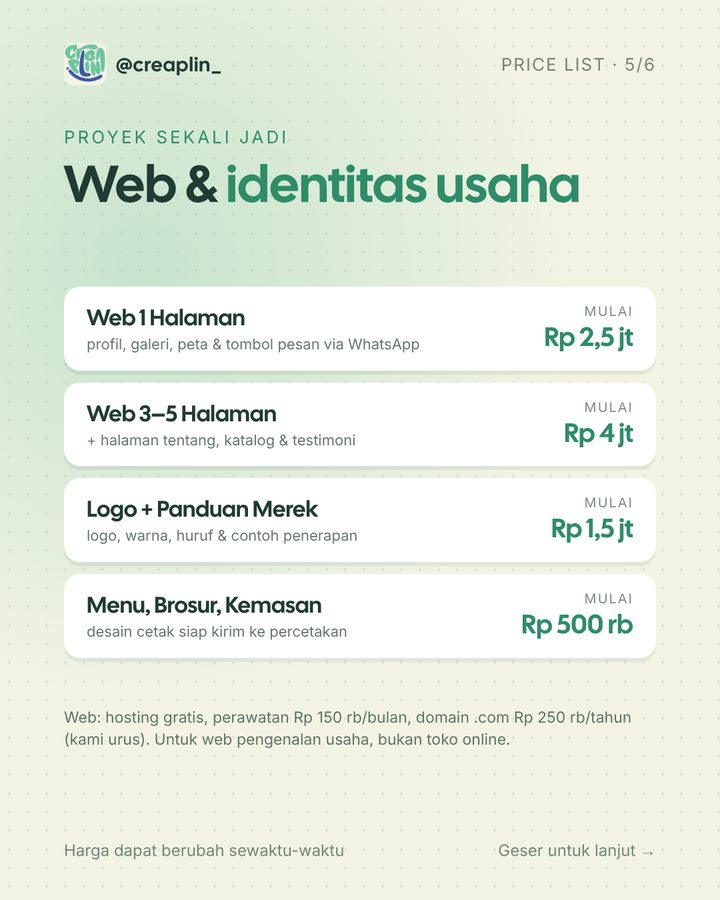 CREAPLIN
@creaplin_
PRICE LIST · 5/6
PROYEK SEKALI JADI
Web & identitas usaha
Web 1 Halaman
profil, galeri, peta & tombol pesan via WhatsApp
MULAI
Rp 2,5 jt
Web 3–5 Halaman
+ halaman tentang, katalog & testimoni
MULAI
Rp 4 jt
Logo + Panduan Merek
logo, warna, huruf & contoh penerapan
MULAI
Rp 1,5 jt
Menu, Brosur, Kemasan
desain cetak siap kirim ke percetakan
MULAI
Rp 500 rb
Web: hosting gratis, perawatan Rp 150 rb/bulan, domain .com Rp 250 rb/tahun
(kami urus). Untuk web pengenalan usaha, bukan toko online.
Harga dapat berubah sewaktu-waktu
Geser untuk lanjut →